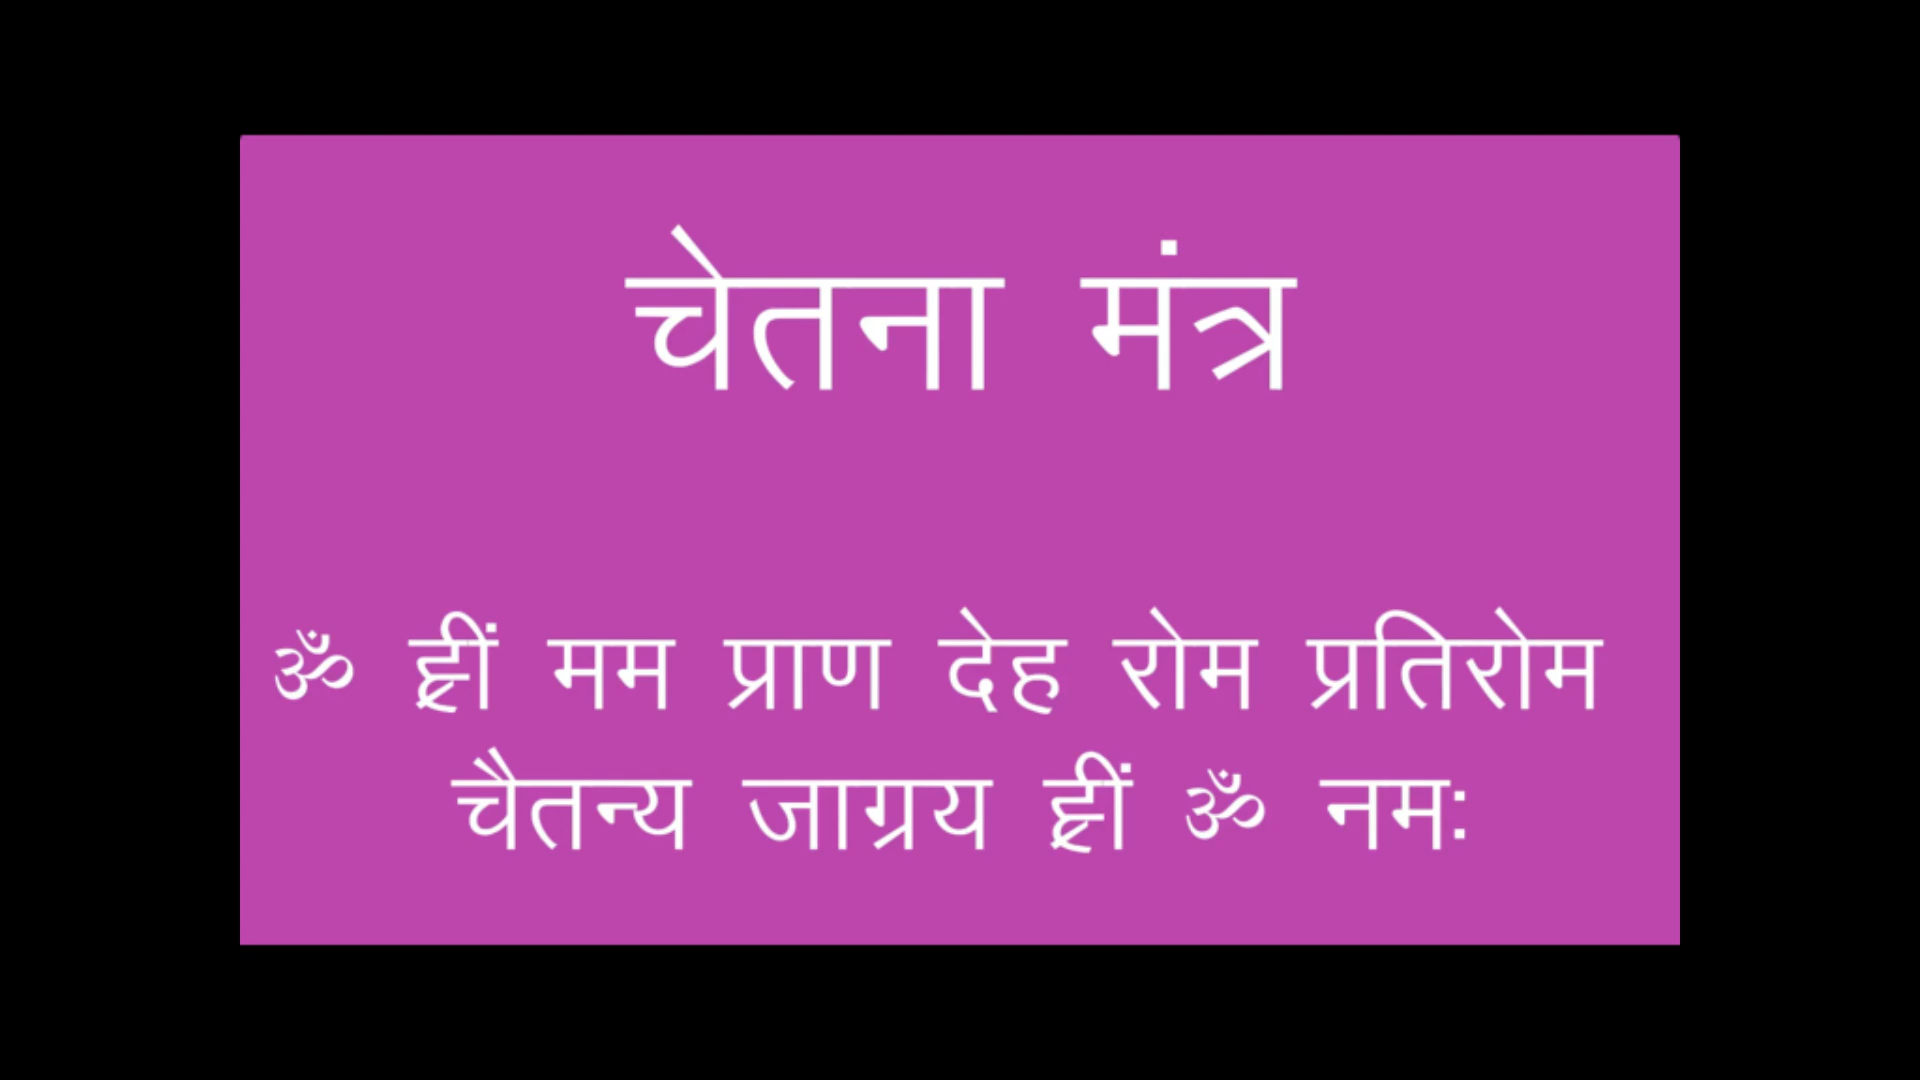 चेतना मंत्र
ॐ ह्रीं मम प्राण देह रोम प्रतिरोम
चैतन्य जाग्रय ह्रीं ॐ नम: